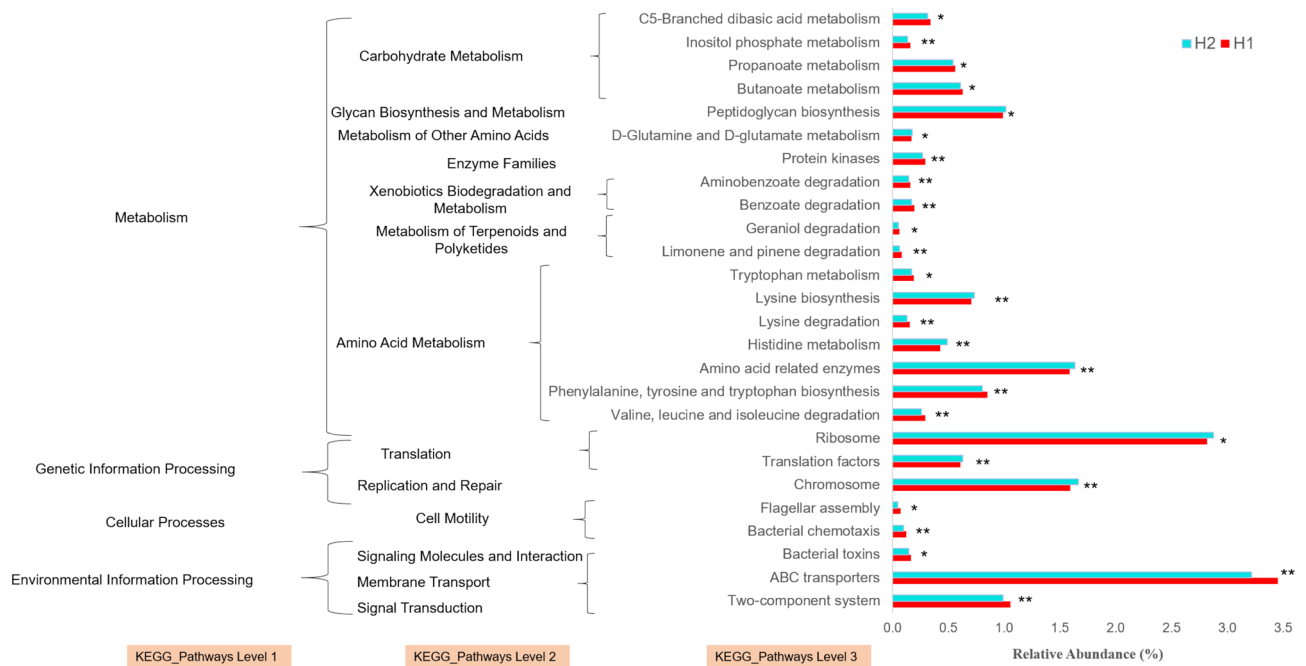 C5-Branched dibasic acid metabolism *
Inositol phosphate metabolism **
H2 H1
Carbohydrate Metabolism
Propanoate metabolism *
Butanoate metabolism *
Glycan Biosynthesis and Metabolism Peptidoglycan biosynthesis *
Metabolism of Other Amino Acids D-Glutamine and D-glutamate metabolism *
Enzyme Families Protein kinases **
Xenobiotics Biodegradation and
Metabolism
Aminobenzoate degradation **
Benzoate degradation **
Metabolism
Metabolism of Terpenoids and
Polyketides
Geraniol degradation *
Limonene and pinene degradation **
Tryptophan metabolism *
Lysine biosynthesis **
Lysine degradation **
Amino Acid Metabolism Histidine metabolism **
Amino acid related enzymes **
Phenylalanine, tyrosine and tryptophan biosynthesis **
Valine, leucine and isoleucine degradation **
Ribosome *
Translation
Translation factors **
Genetic Information Processing
Replication and Repair Chromosome **
Flagellar assembly *
Cellular Processes Cell Motility
Bacterial chemotaxis **
Signaling Molecules and Interaction Bacterial toxins *
Environmental Information Processing Membrane Transport ABC transporters **
Signal Transduction Two-component system **
0.0 0.5 1.0 1.5 2.0 2.5 3.0 3.5
KEGG_Pathways Level 1 KEGG_Pathways Level 2 KEGG_Pathways Level 3 Relative Abundance (%)